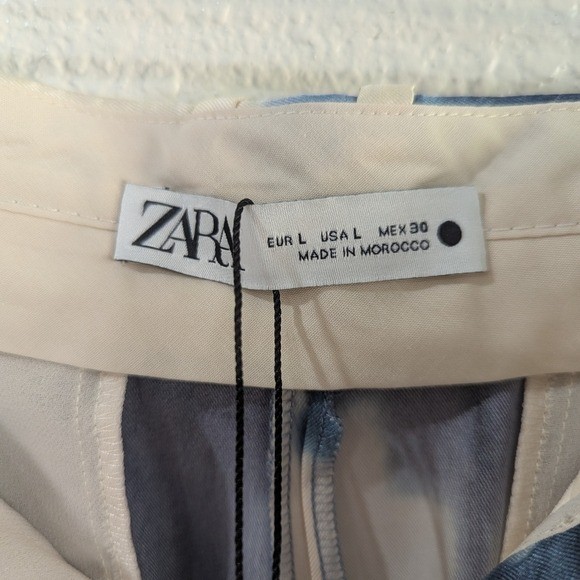 ZARA
EUR L USA L MEX 30
MADE IN MOROCCO